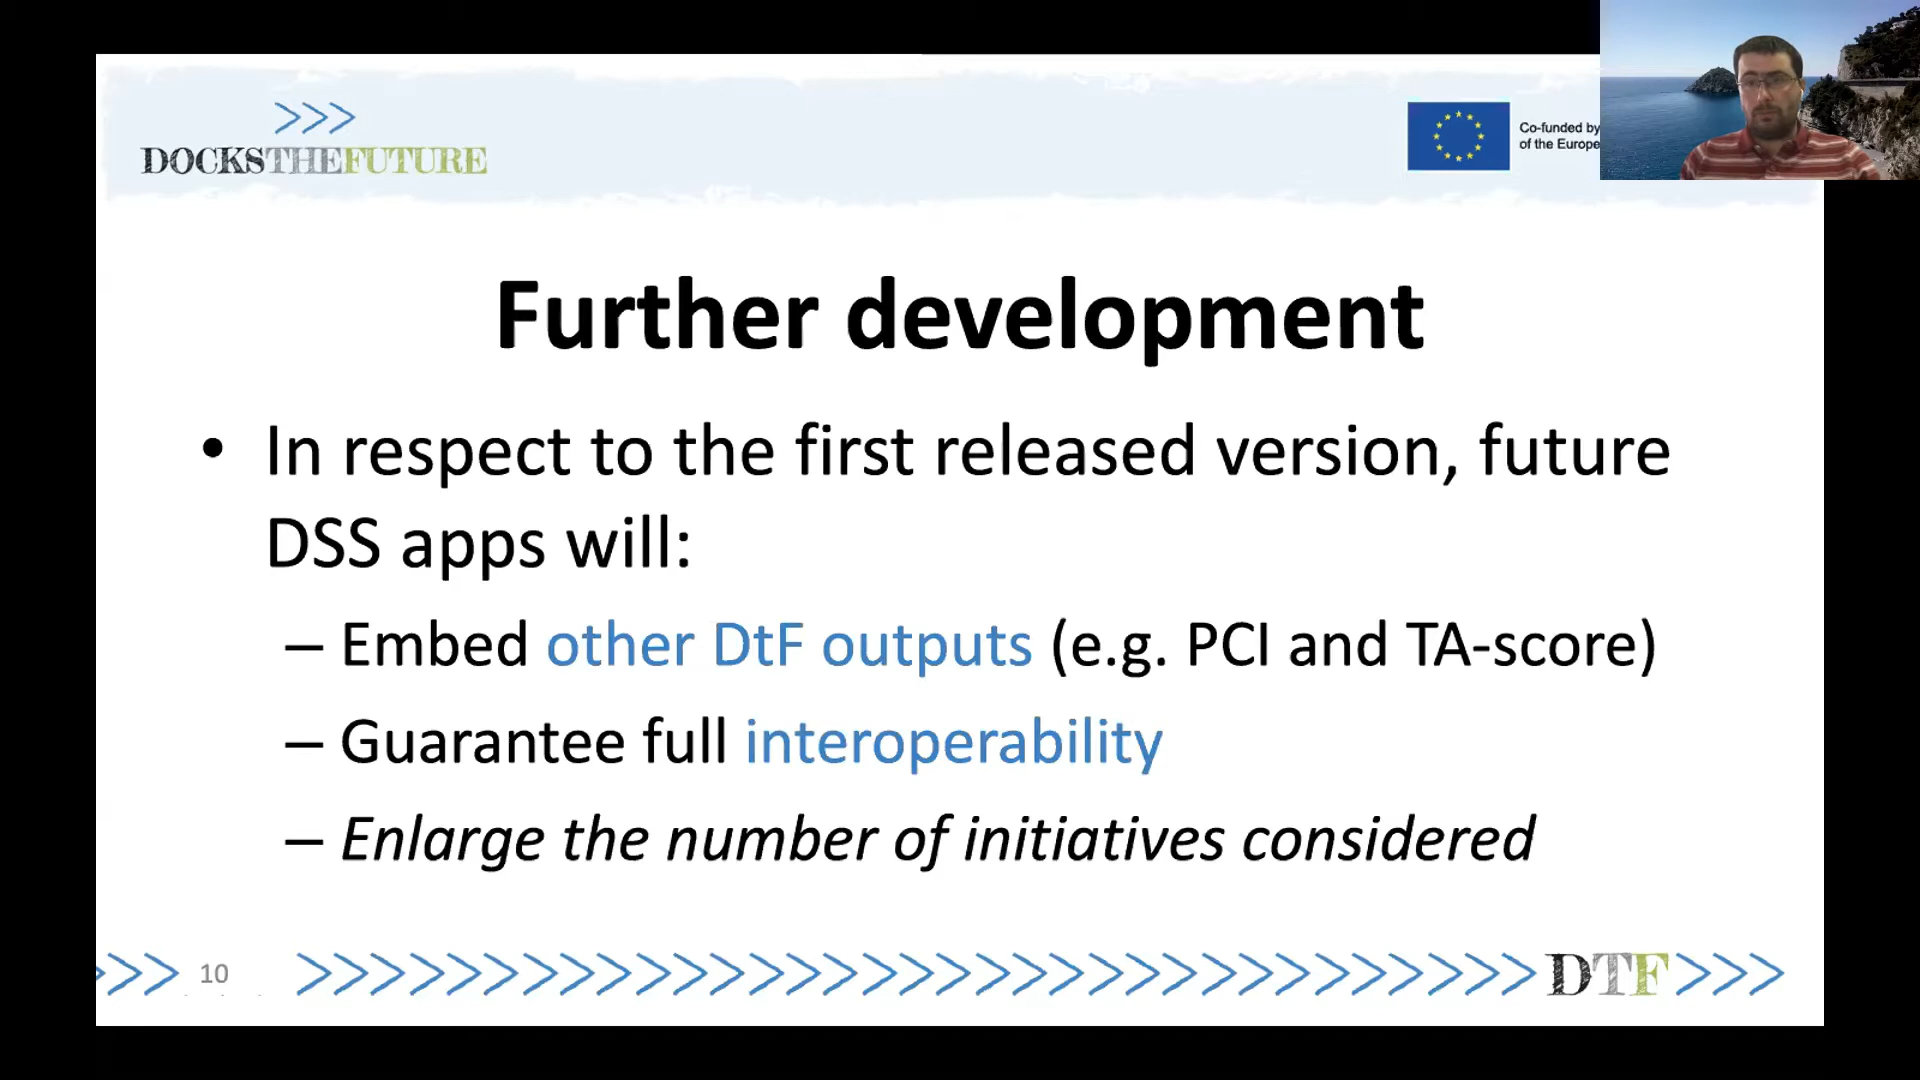 >>>
DOCKSTHEFUTURE
Co-funded by
of the Europe
Further development
• In respect to the first released version, future
DSS apps will:
– Embed other DtF outputs (e.g. PCI and TA-score)
– Guarantee full interoperability
– Enlarge the number of initiatives considered
10
DTF